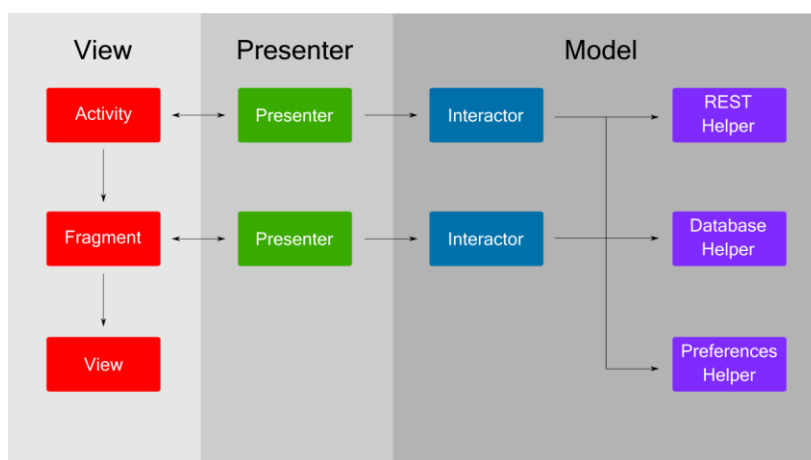 View
Presenter
Model
Activity
Presenter
Interactor
REST
Helper
Fragment
Presenter
Interactor
Database
Helper
View
Preferences
Helper